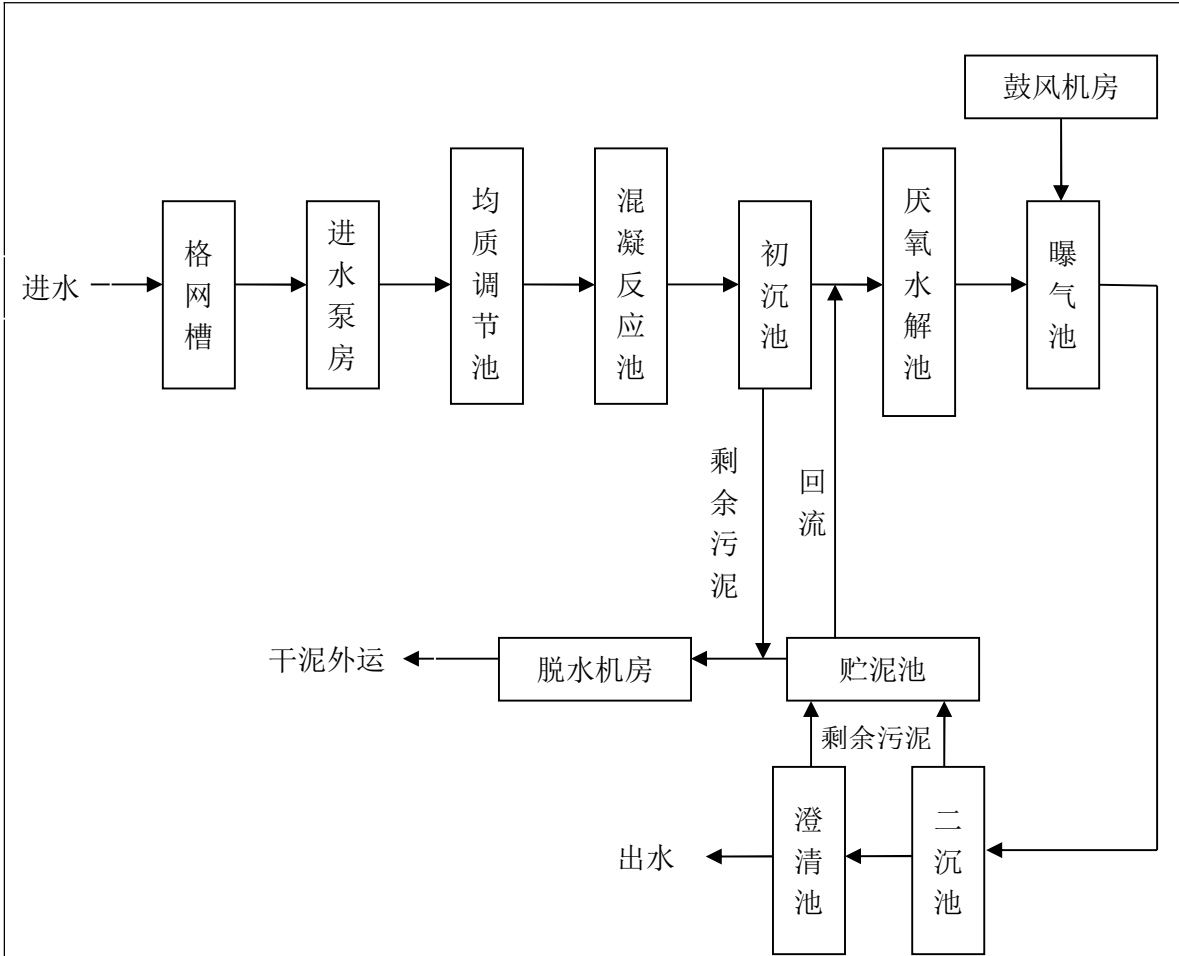 鼓风机房
进水
格网槽
进水泵房
均质调节池
混凝反应池
初沉池
厌氧水解池
曝气池
剩余污泥
回流
干泥外运
脱水机房
贮泥池
剩余污泥
出水
澄清池
二沉池